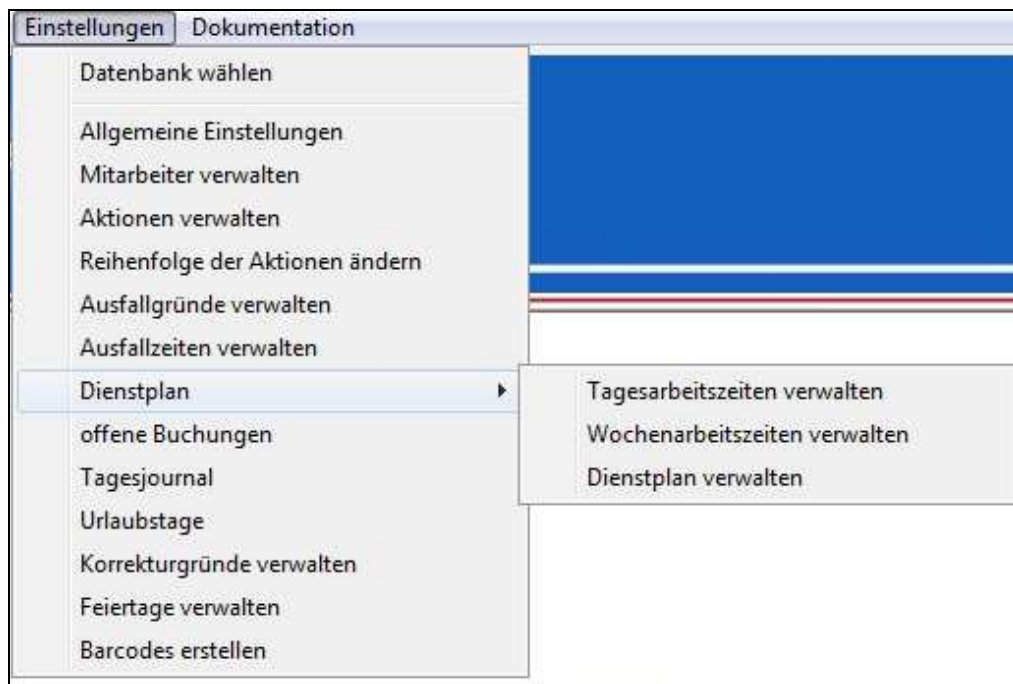 Einstellungen Dokumentation
Datenbank wählen
Allgemeine Einstellungen
Mitarbeiter verwalten
Aktionen verwalten
Reihenfolge der Aktionen ändern
Ausfallgründe verwalten
Ausfallzeiten verwalten
Dienstplan
Tagesarbeitszeiten verwalten
Wochenarbeitszeiten verwalten
Dienstplan verwalten
offene Buchungen
Tagesjournal
Urlaubstage
Korrekturgründe verwalten
Feiertage verwalten
Barcodes erstellen